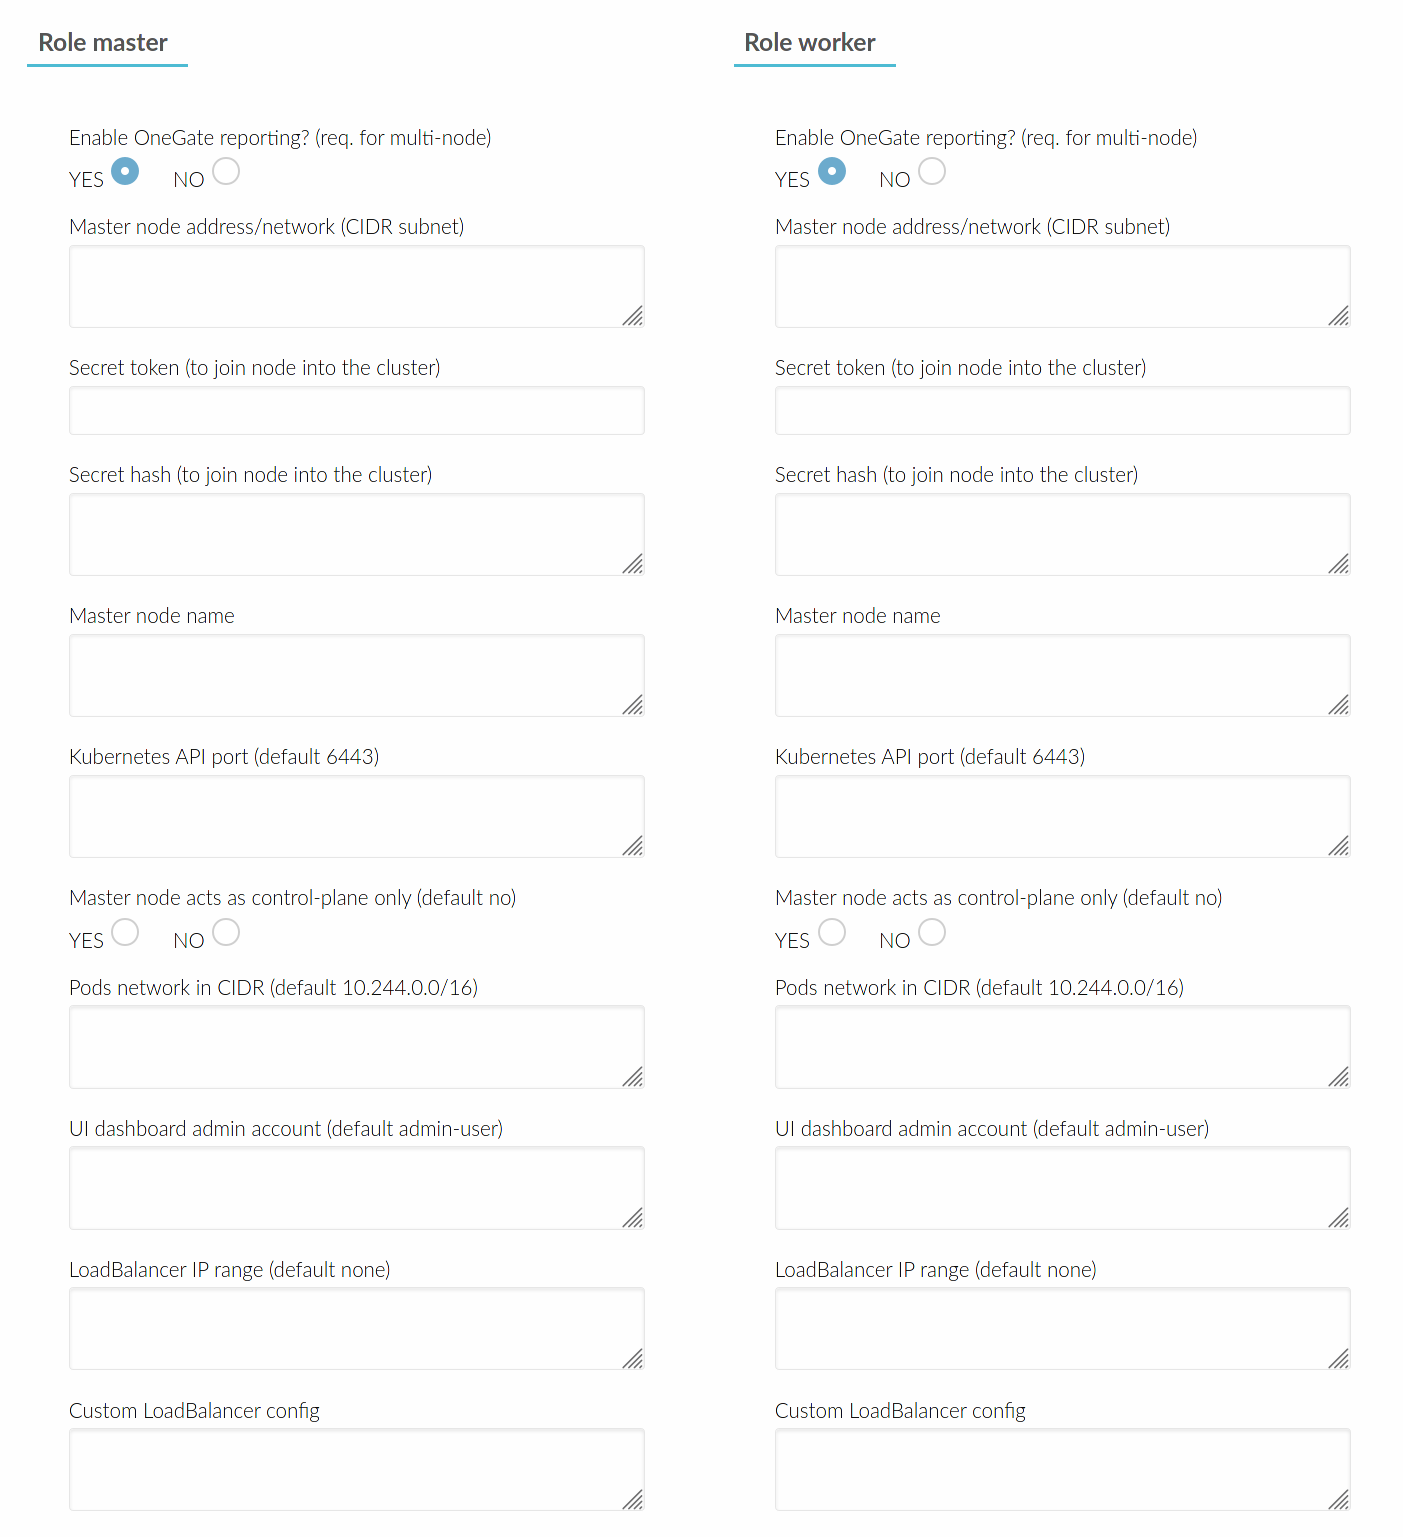 Role master
Enable OneGate reporting? (req. for multi-node)
YES NO
Master node address/network (CIDR subnet)
Secret token (to join node into the cluster)
Secret hash (to join node into the cluster)
Master node name
Kubernetes API port (default 6443)
Master node acts as control-plane only (default no)
YES NO
Pods network in CIDR (default 10.244.0.0/16)
UI dashboard admin account (default admin-user)
LoadBalancer IP range (default none)
Custom LoadBalancer config
Role worker
Enable OneGate reporting? (req. for multi-node)
YES NO
Master node address/network (CIDR subnet)
Secret token (to join node into the cluster)
Secret hash (to join node into the cluster)
Master node name
Kubernetes API port (default 6443)
Master node acts as control-plane only (default no)
YES NO
Pods network in CIDR (default 10.244.0.0/16)
UI dashboard admin account (default admin-user)
LoadBalancer IP range (default none)
Custom LoadBalancer config